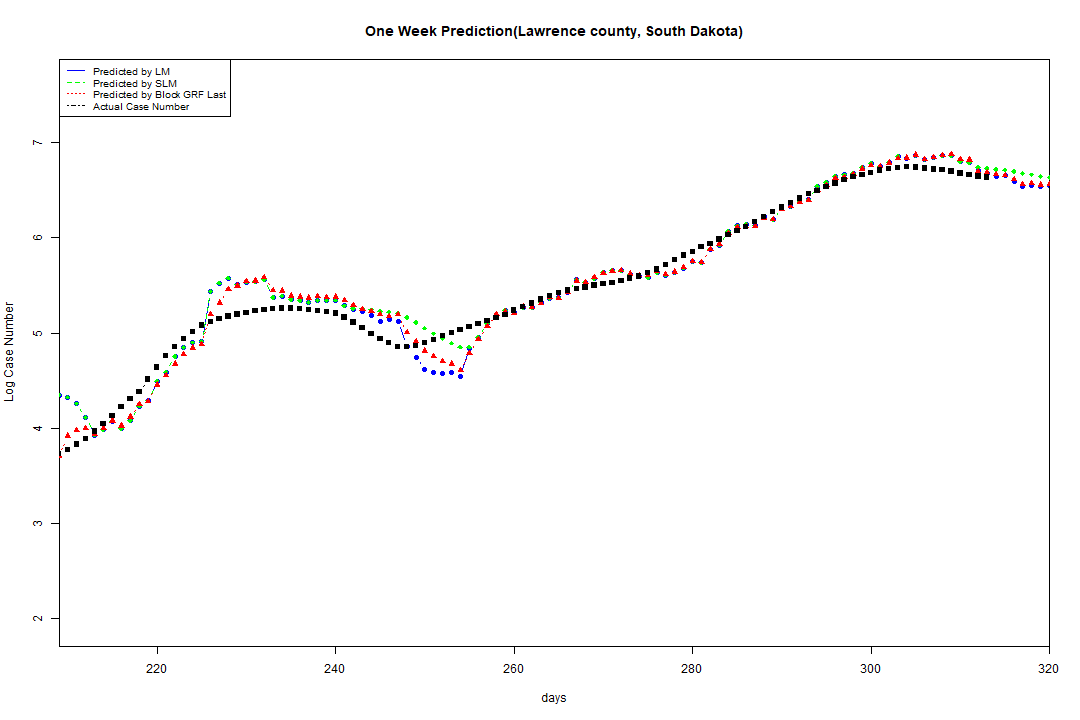 One Week Prediction(Lawrence county, South Dakota)
Predicted by LM
Predicted by SLM
Predicted by Block GRF Last
Actual Case Number
7
6
5
4
3
2
Log Case Number
220 240 260 280 300 320
days